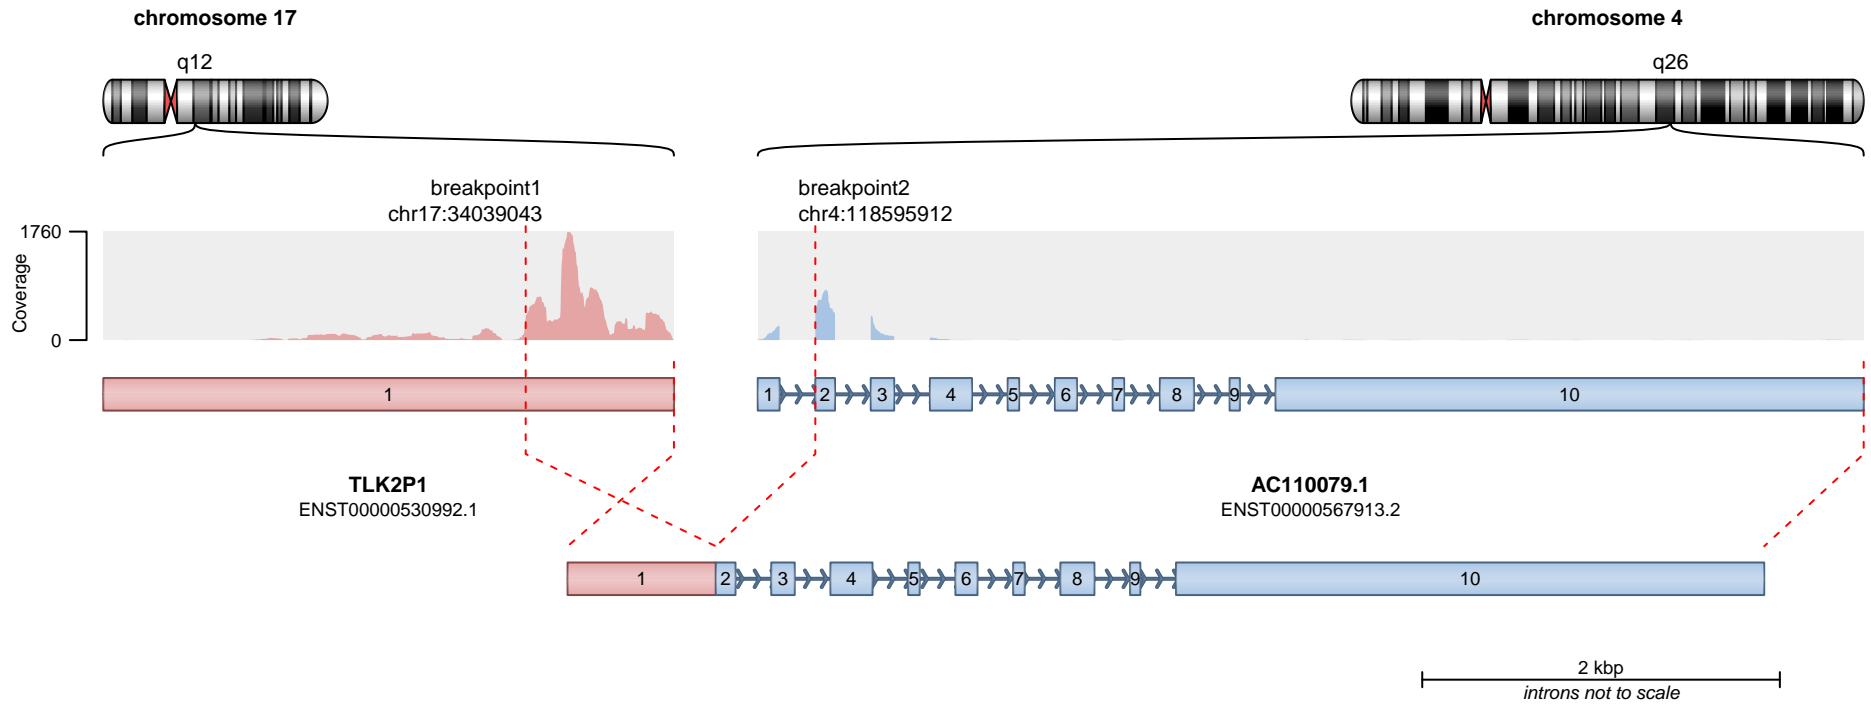 chromosome 17
chromosome 4
q12
q26
breakpoint1
chr17:34039043
breakpoint2
chr4:118595912
1760
Coverage
0
1
1 2 3 4 5 6 7 8 9 10
TLK2P1
ENST00000530992.1
AC110079.1
ENST00000567913.2
1 2 3 4 5 6 7 8 9 10
2 kbp
introns not to scale